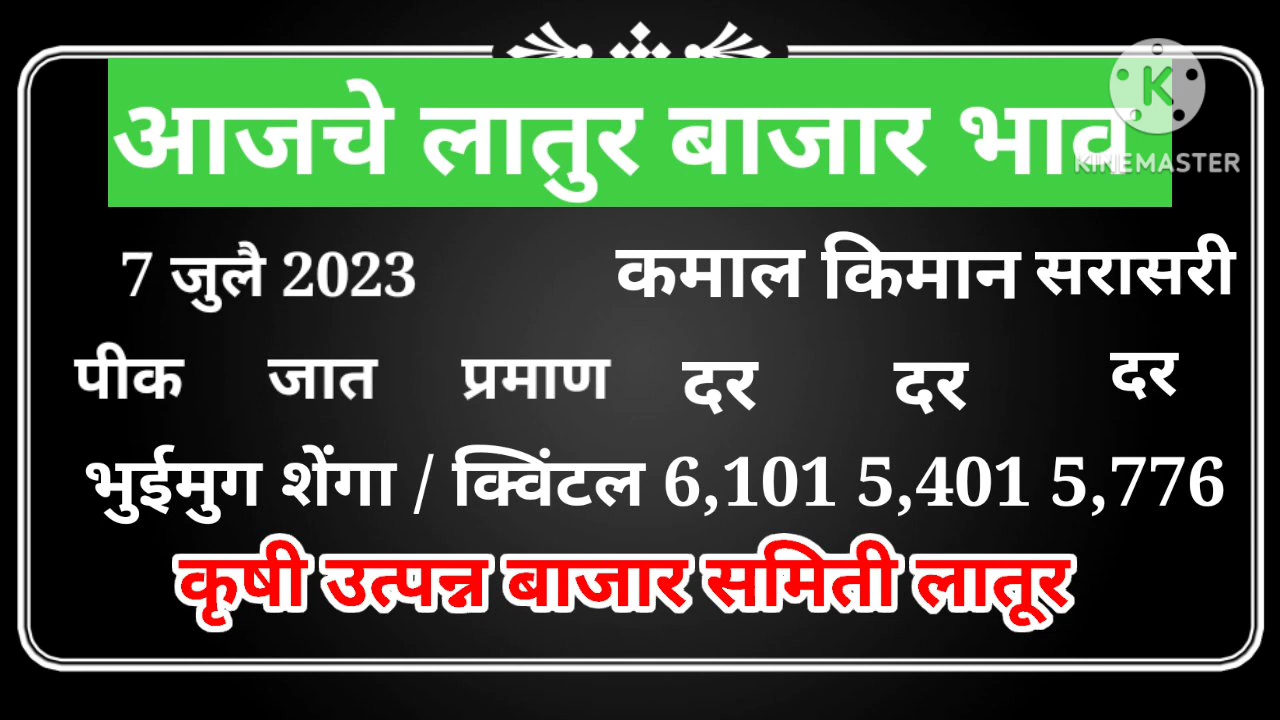 आजचे लातुर बाजार भाव
KINEMASTER
7 जुलै 2023 कमाल किमान सरासरी
पीक जात प्रमाण दर दर दर
भुईमुग शेंगा / क्विंटल 6,101 5,401 5,776
कृषी उत्पन्न बाजार समिती लातूर